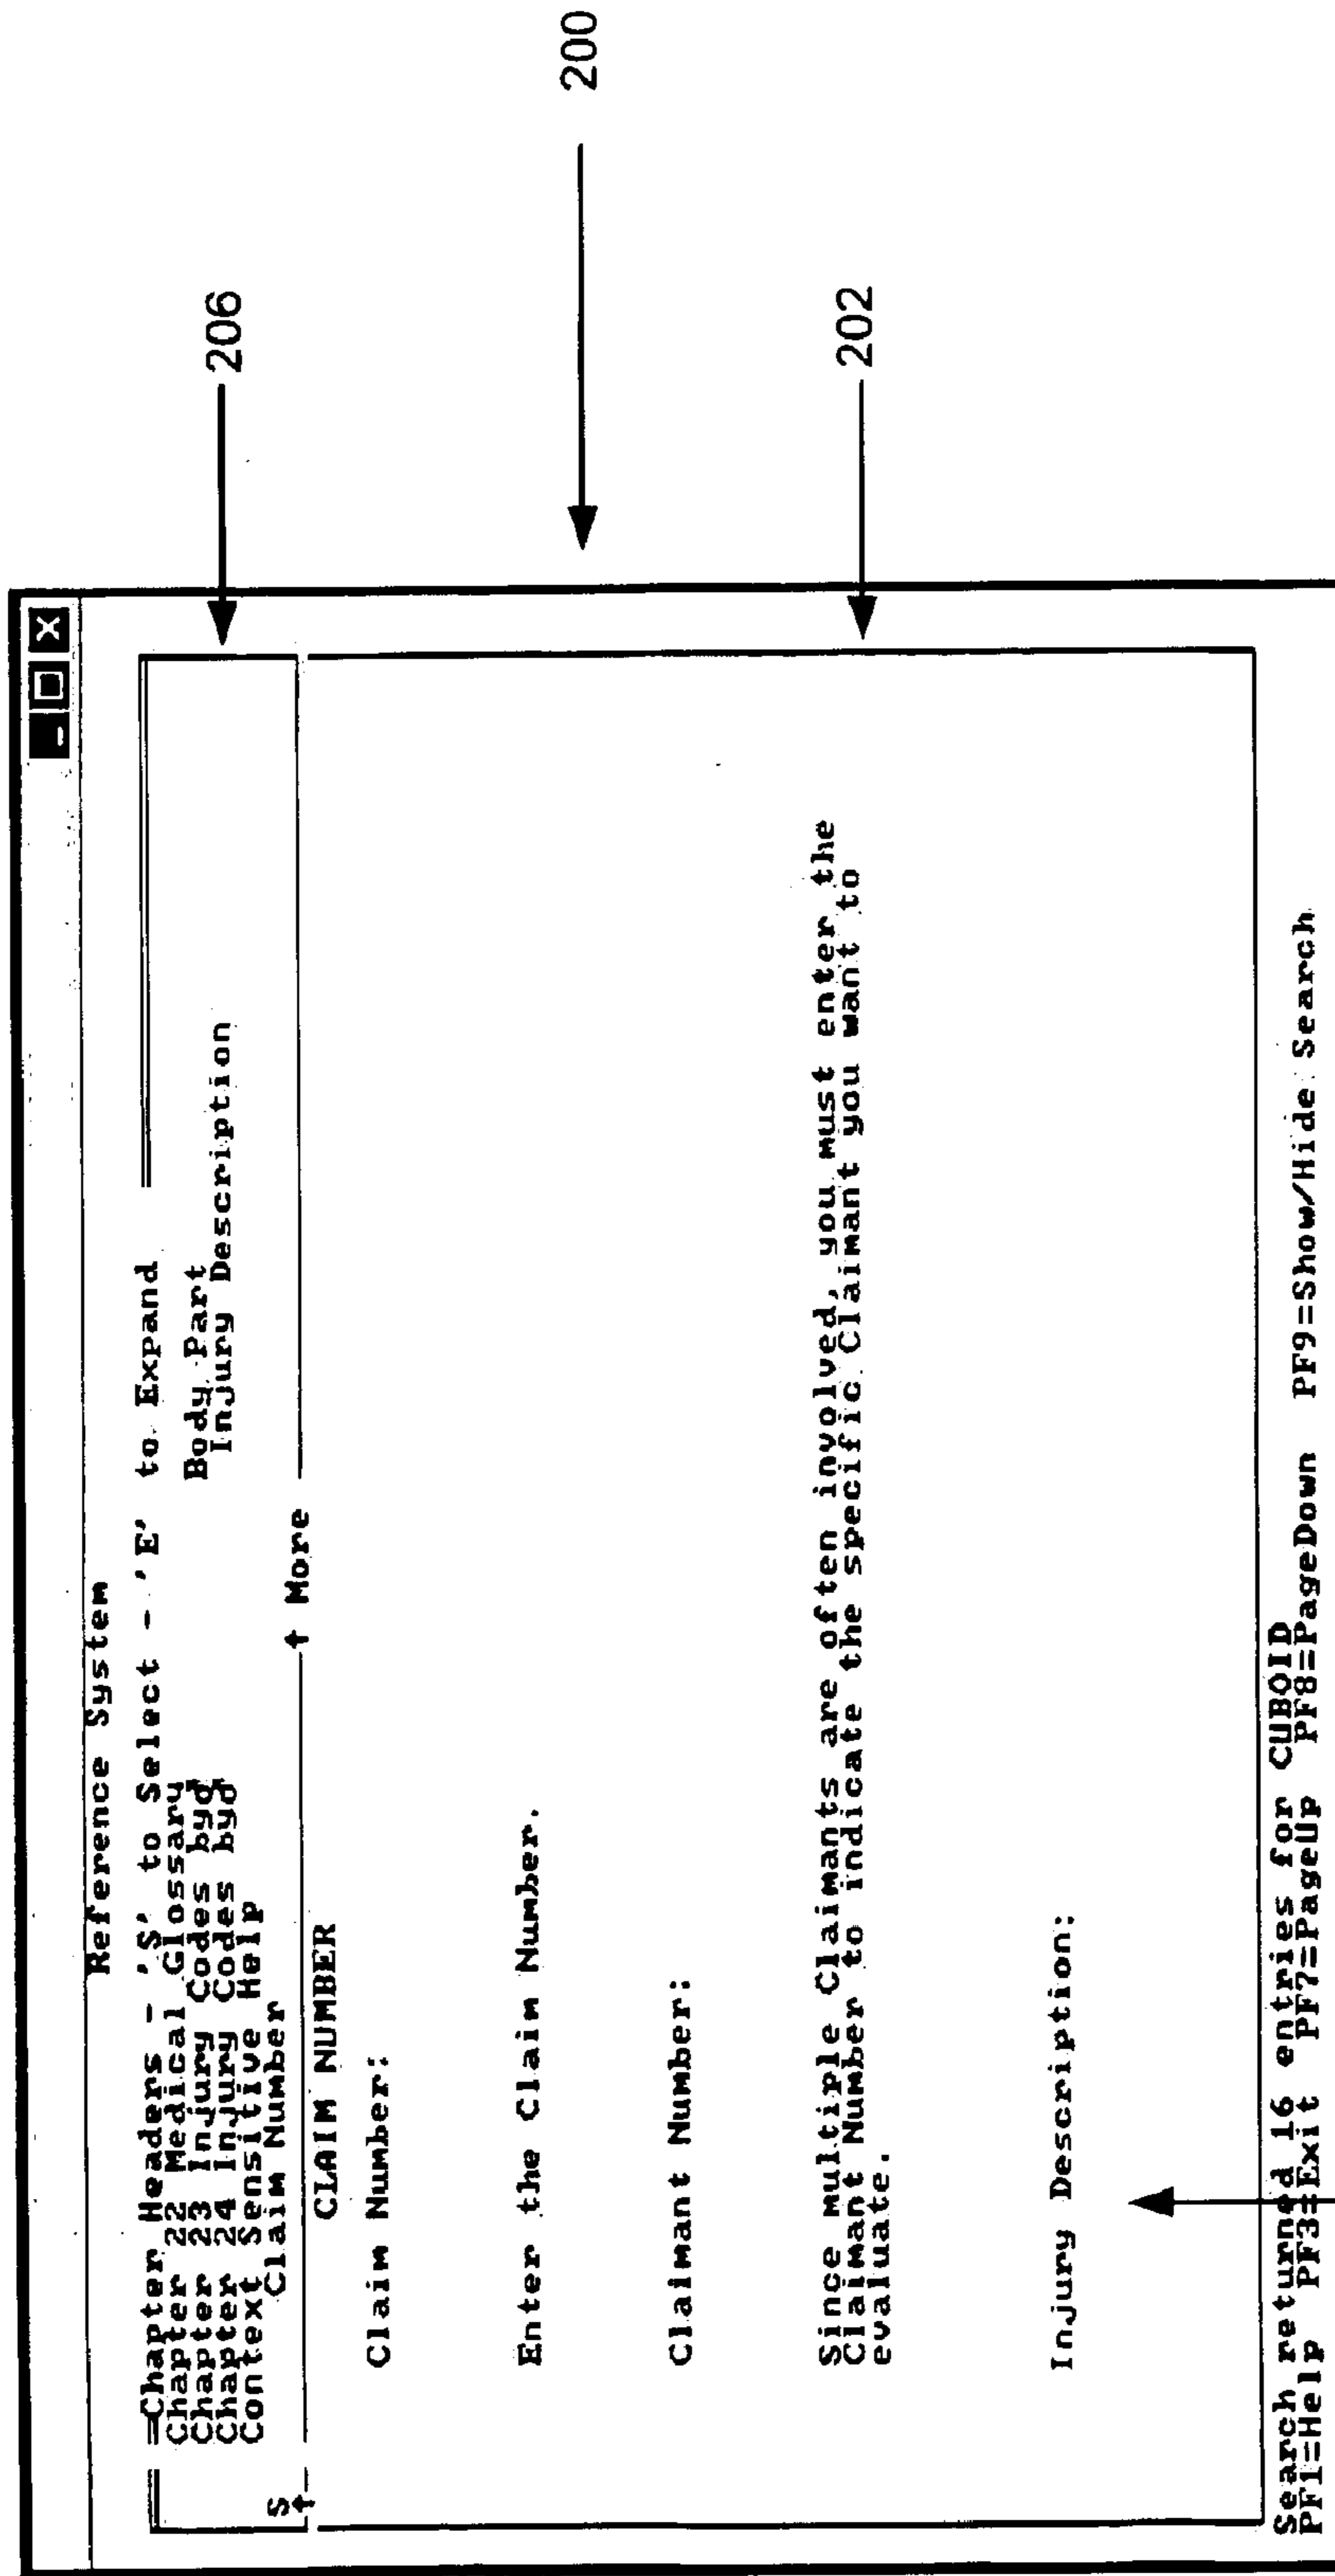 Reference System
Chapter Headers - 'S' to Select - 'E' to Expand
Chapter 22 Medical Glossary
Chapter 23 Injury Codes byd Body Part
Chapter 24 Injury Codes byd Injury Description
Context Sensitive Help
S Claim Number
↑ ↑ More
CLAIM NUMBER
Claim Number:
Enter the Claim Number.
Claimant Number:
Since multiple Claimants are often involved, you must enter the
Claimant Number to indicate the specific Claimant you want to
evaluate.
Injury Description:
Search returned 16 entries for CUBOID
PF1=Help PF3=Exit PF7=PageUp PF8=PageDown PF9=Show/Hide Search
206
200
202